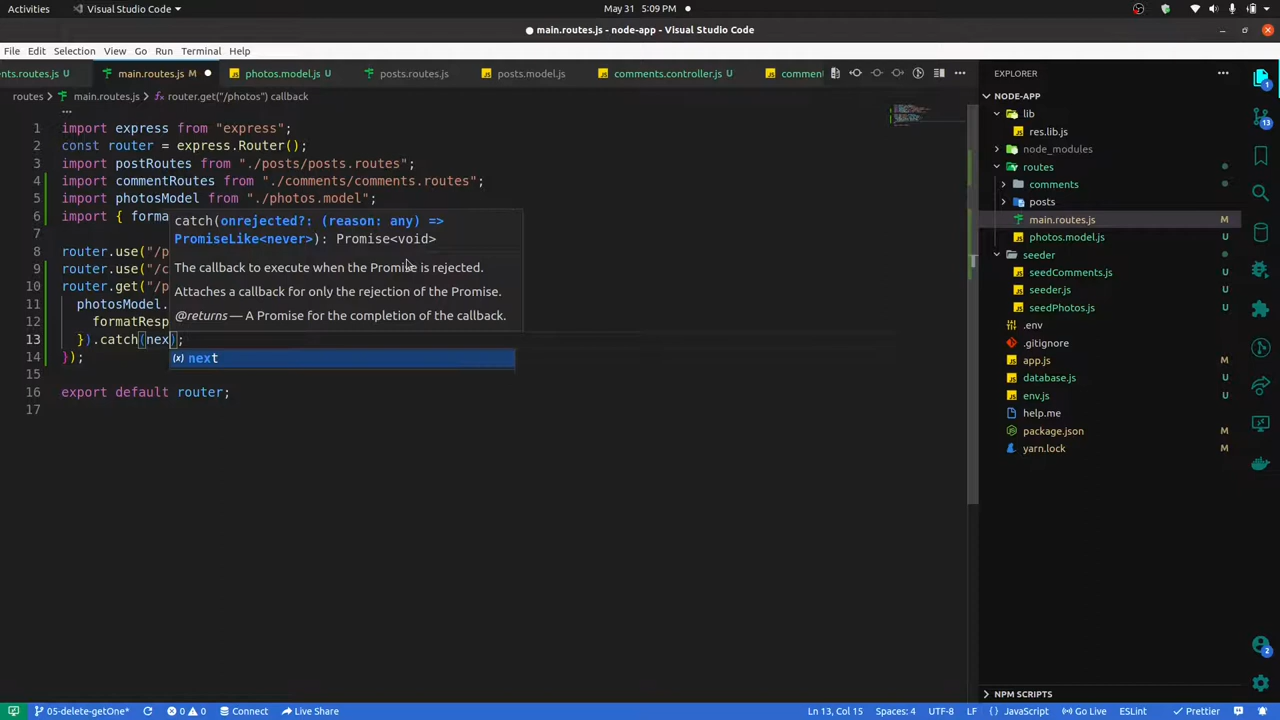 Activities
Visual Studio Code
May 31 5:09 PM
main.routes.js - node-app - Visual Studio Code
File Edit Selection View Go Run Terminal Help
nts.routes.js U
main.routes.js M
photos.model.js U
posts.routes.js
posts.model.js
comments.controller.js U
commen
EXPLORER
routes > main.routes.js > router.get("/photos") callback
1 import express from "express";
2 const router = express.Router();
3 import postRoutes from "./posts/posts.routes";
4 import commentRoutes from "./comments/comments.routes";
5 import photosModel from "./photos.model";
6 import { forma
7
8 router.use("/p
9 router.use("/c
10 router.get("/p
11 photosModel.
12 formatResp
13 }).catch(nex);
14 });
15
16 export default router;
17
catch(onrejected?: (reason: any) =>
PromiseLike<never>): Promise<void>
The callback to execute when the Promise is rejected.
Attaches a callback for only the rejection of the Promise.
@returns — A Promise for the completion of the callback.
next
NODE-APP
lib
res.lib.js
node_modules
routes
comments
posts
main.routes.js M
photos.model.js U
seeder
seedComments.js U
seeder.js U
seedPhotos.js U
.env
.gitignore
app.js M
database.js U
env.js U
help.me
package.json M
yarn.lock M
1
13
2
NPM SCRIPTS
05-delete-getOne*
0 0
Connect
Live Share
Ln 13, Col 15
Spaces: 4
UTF-8
LF
JavaScript
Go Live
ESLint
Prettier